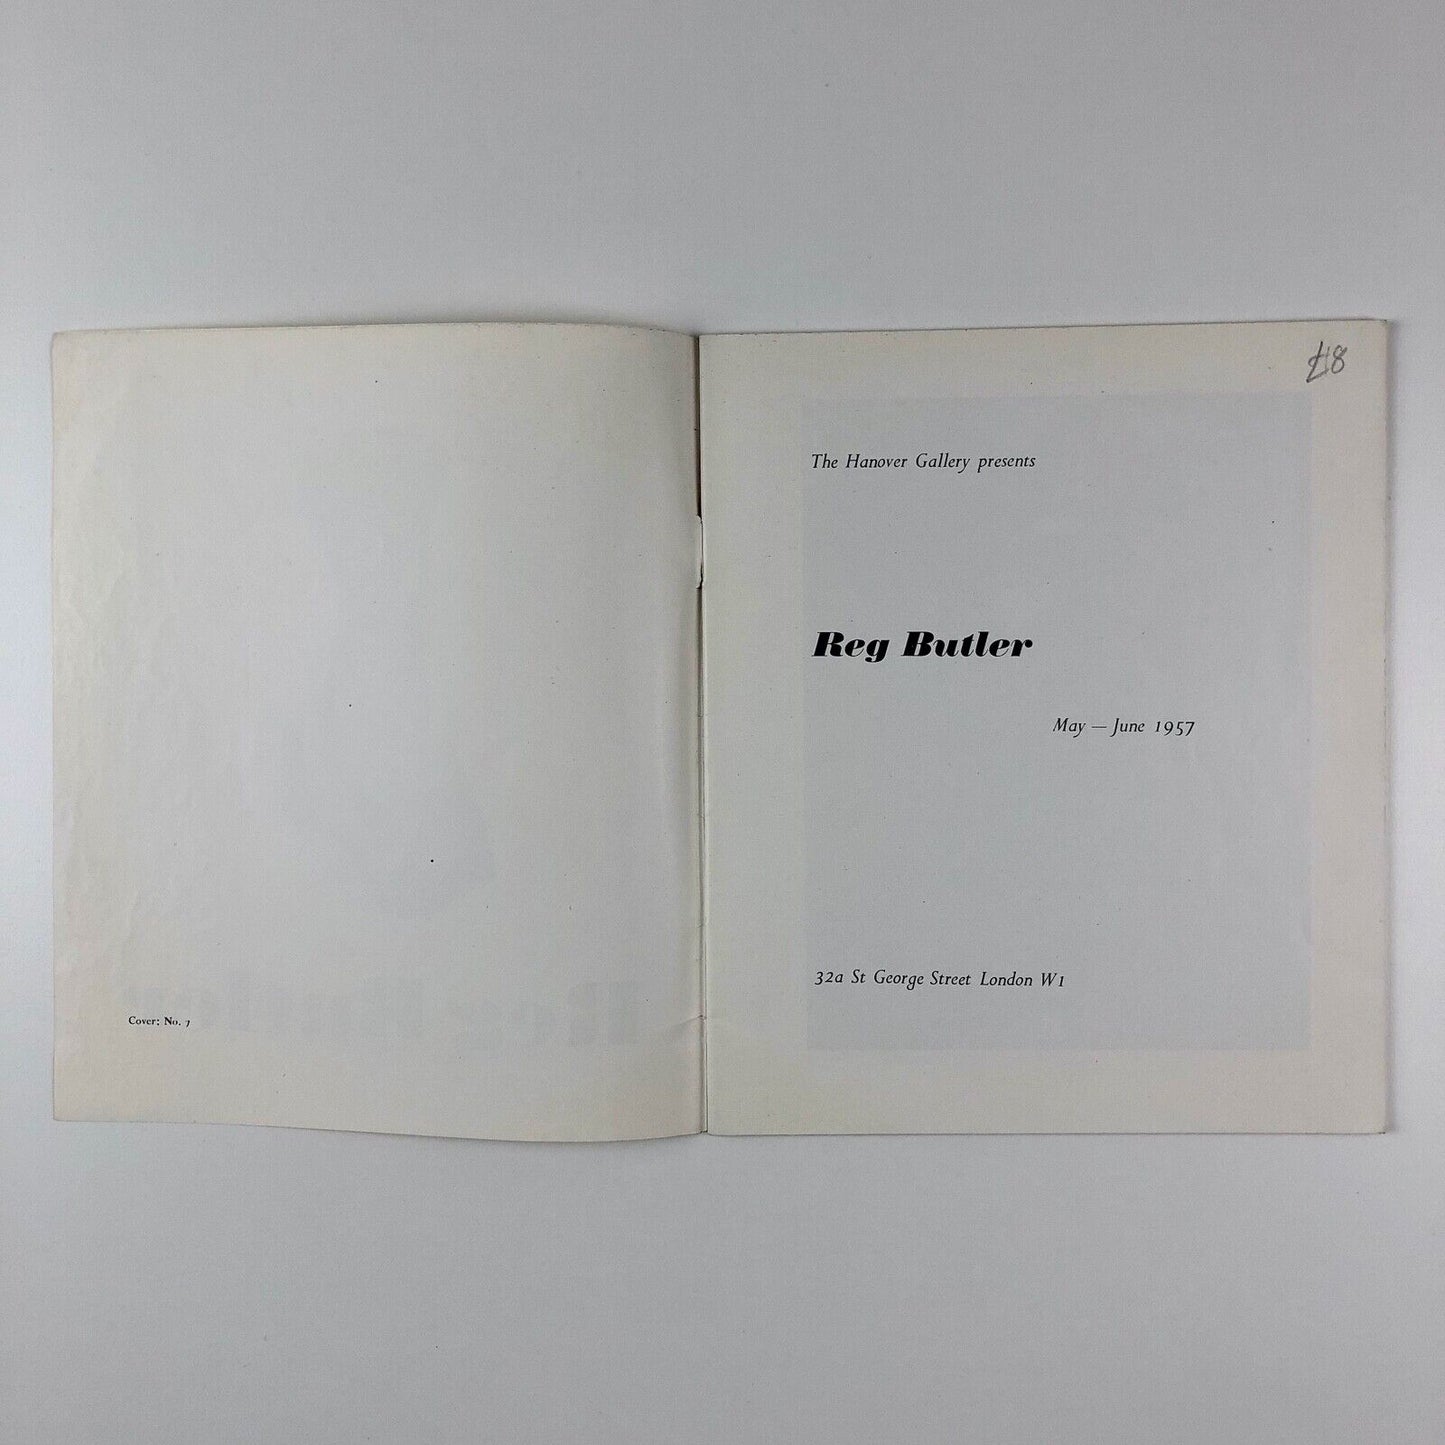 Cover: No. 7
£18
The Hanover Gallery presents
Reg Butler
May — June 1957
32a St George Street London W1